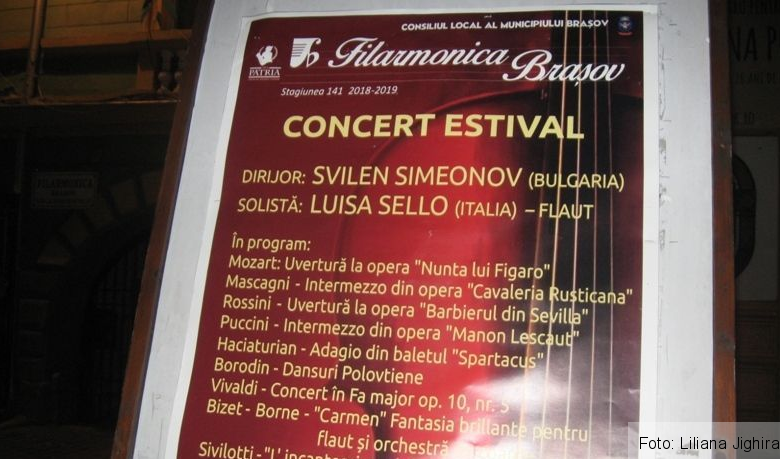 CONSILIUL LOCAL AL MUNICIPIULUI BRAȘOV
PATRIA
Filarmonica Brașov
Stagiunea 141 2018-2019
CONCERT ESTIVAL
DIRIJOR: SVILEN SIMEONOV (BULGARIA)
SOLISTĂ: LUISA SELLO (ITALIA) – FLAUT
În program:
Mozart: Uvertură la opera "Nunta lui Figaro"
Mascagni - Intermezzo din opera "Cavaleria Rusticana"
Rossini - Uvertură la opera "Barbierul din Sevilla"
Puccini - Intermezzo din opera "Manon Lescaut"
Haciaturian - Adagio din baletul "Spartacus"
Borodin - Dansuri Polovtiene
Vivaldi - Concert în Fa major op. 10, nr. 5
Bizet - Borne - "Carmen" Fantasia brillante pentru
flaut și orchestră
Sivilotti - "L'
FILARMONICA
Foto: Liliana Jighira